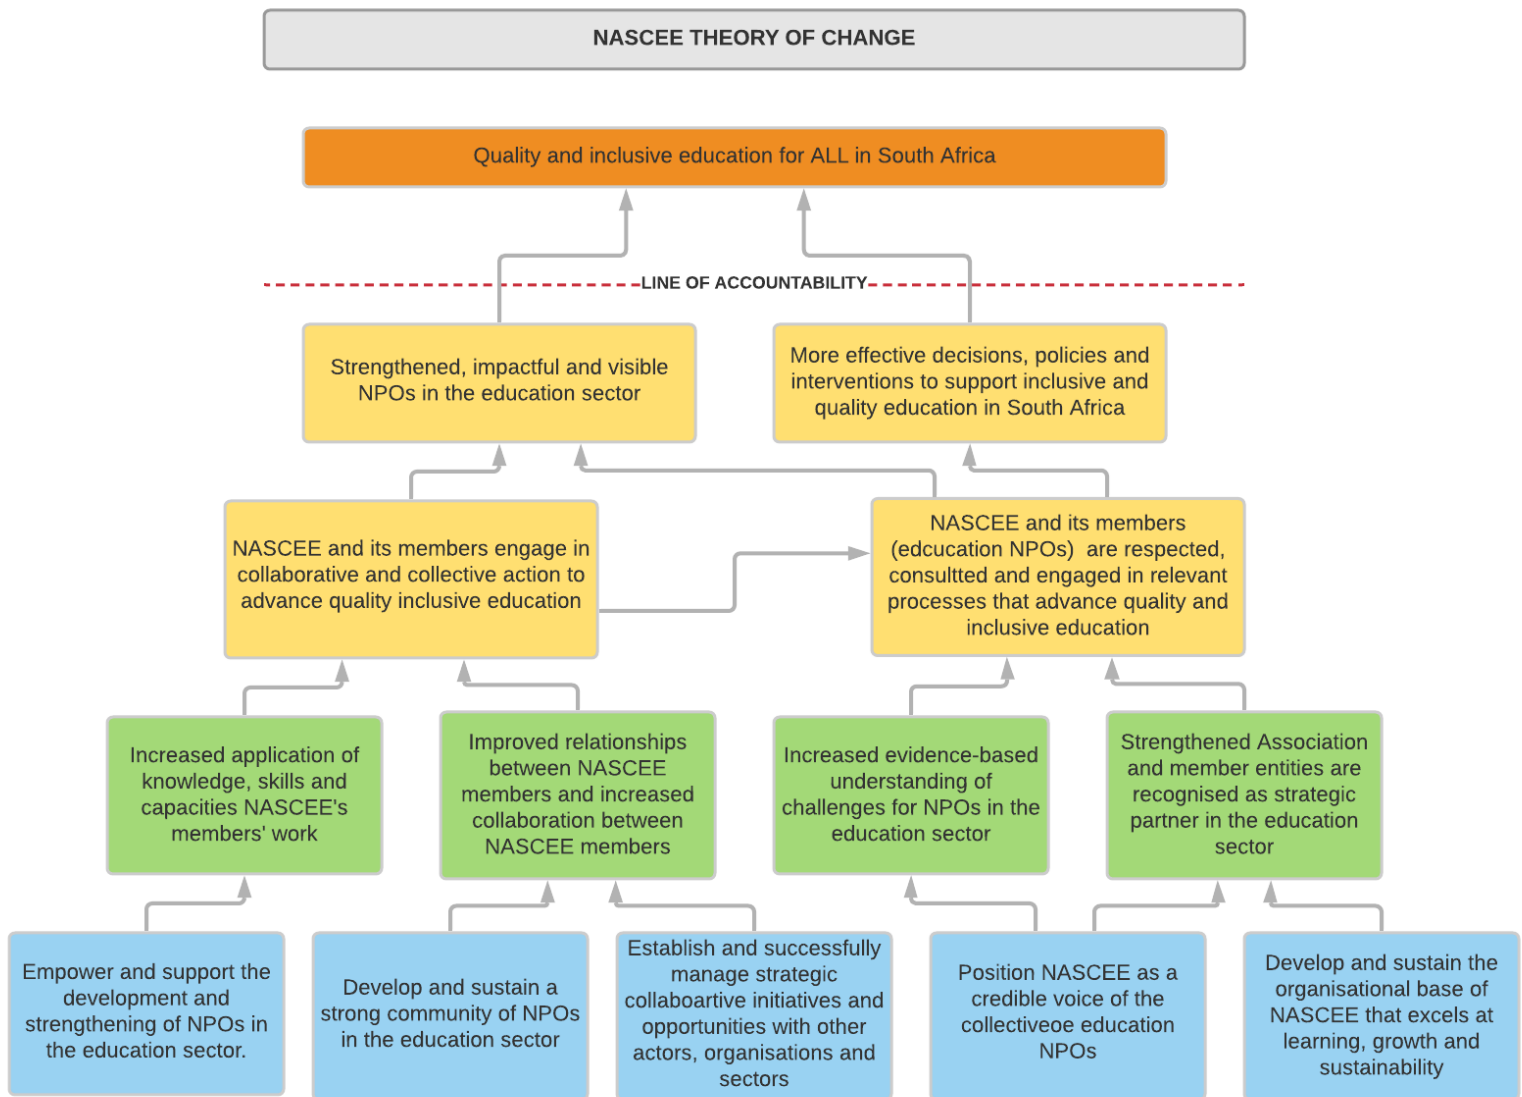 NASCEE THEORY OF CHANGE
Quality and inclusive education for ALL in South Africa
LINE OF ACCOUNTABILITY
Strengthened, impactful and visible
NPOs in the education sector
More effective decisions, policies and
interventions to support inclusive and
quality education in South Africa
NASCEE and its members engage in
collaborative and collective action to
advance quality inclusive education
NASCEE and its members
(edcucation NPOs)  are respected,
consultted and engaged in relevant
processes that advance quality and
inclusive education
Increased application of
knowledge, skills and
capacities NASCEE's
members' work
Improved relationships
between NASCEE
members and increased
collaboration between
NASCEE members
Increased evidence-based
understanding of
challenges for NPOs in the
education sector
Strengthened Association
and member entities are
recognised as strategic
partner in the education
sector
Empower and support the
development and
strengthening of NPOs in
the education sector.
Develop and sustain a
strong community of NPOs
in the education sector
Establish and successfully
manage strategic
collaboartive initiatives and
opportunities with other
actors, organisations and
sectors
Position NASCEE as a
credible voice of the
collectiveoe education
NPOs
Develop and sustain the
organisational base of
NASCEE that excels at
learning, growth and
sustainability